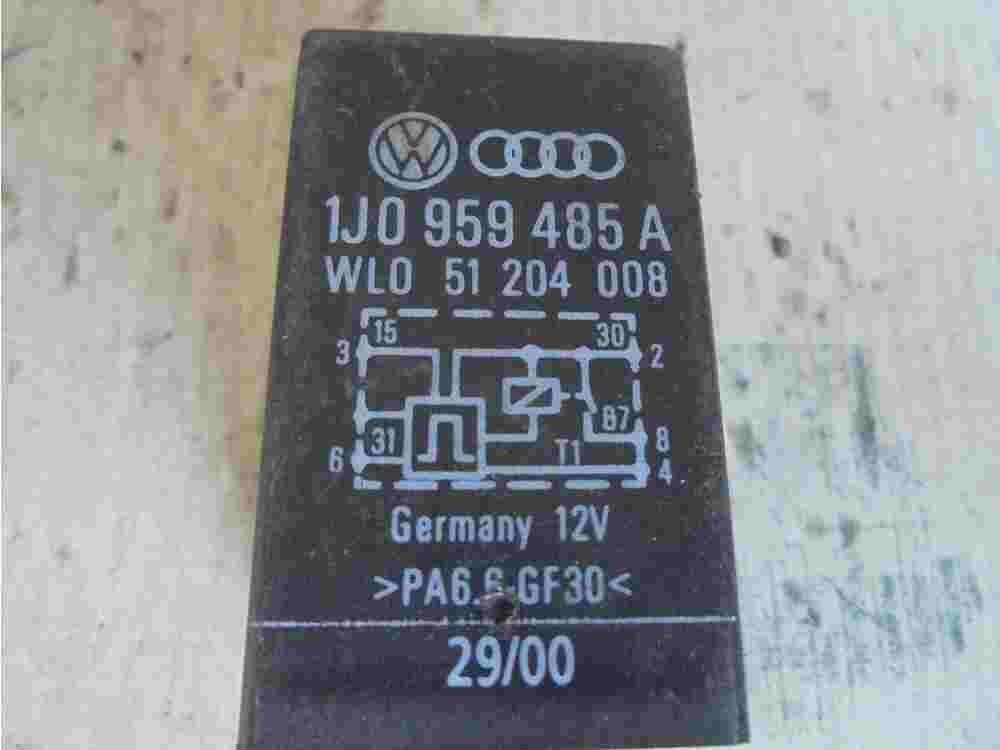 1J0 959 485 A
WL0 51 204 008
15 30
3 2
31 87 8
6 T1 4
Germany 12V
>PA6.6-GF30<
29/00